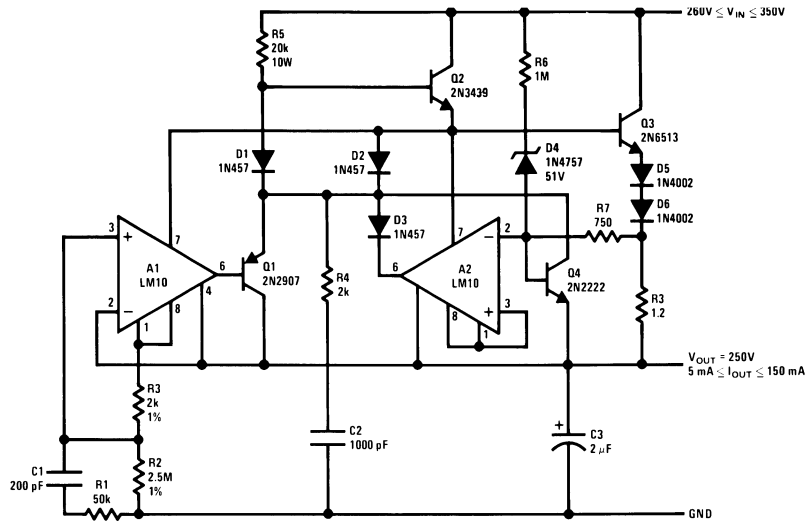 260V ≤ VIN ≤ 350V
R5
20k
10W
R6
1M
Q2
2N3439
Q3
2N6513
D1
1N457
D2
1N457
D4
1N4757
51V
D5
1N4002
D6
1N4002
R7
750
3
+
7
2
−
D3
1N457
7
A1
LM10
6
Q1
2N2907
R4
2k
6
A2
LM10
Q4
2N2222
2
−
4
+
3
R3
1.2
1
8
8
1
VOUT = 250V
5 mA ≤ IOUT ≤ 150 mA
R3
2k
1%
C2
1000 pF
+
C3
2 μF
C1
200 pF
R2
2.5M
1%
R1
50k
GND